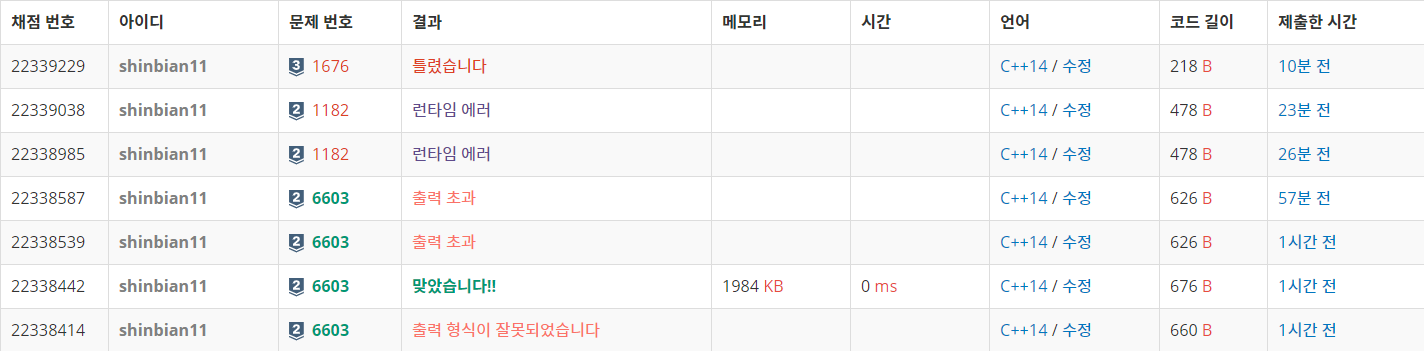 채점 번호 아이디 문제 번호 결과 메모리 시간 언어 코드 길이 제출한 시간
22339229 shinbian11 3 1676 틀렸습니다 C++14 / 수정 218 B 10분 전
22339038 shinbian11 2 1182 런타임 에러 C++14 / 수정 478 B 23분 전
22338985 shinbian11 2 1182 런타임 에러 C++14 / 수정 478 B 26분 전
22338587 shinbian11 2 6603 출력 초과 C++14 / 수정 626 B 57분 전
22338539 shinbian11 2 6603 출력 초과 C++14 / 수정 626 B 1시간 전
22338442 shinbian11 2 6603 맞았습니다!! 1984 KB 0 ms C++14 / 수정 676 B 1시간 전
22338414 shinbian11 2 6603 출력 형식이 잘못되었습니다 C++14 / 수정 660 B 1시간 전